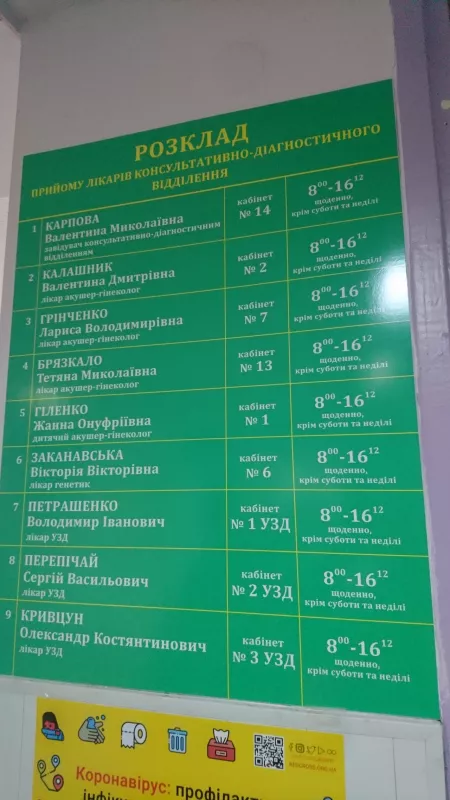 РОЗКЛАД
ПРИЙОМУ ЛІКАРІВ КОНСУЛЬТАТИВНО-ДІАГНОСТИЧНОГО
ВІДДІЛЕННЯ
1 КАРПОВА
Валентина Миколаївна
завідувач консультативно-діагностичним
відділенням
кабінет
№ 14
8⁰⁰-16¹²
щоденно,
крім суботи та неділі
2 КАЛАШНИК
Валентина Дмитрівна
лікар акушер-гінеколог
кабінет
№ 2
8⁰⁰-16¹²
щоденно,
крім суботи та неділі
3 ГРІНЧЕНКО
Лариса Володимирівна
лікар акушер-гінеколог
кабінет
№ 7
8⁰⁰-16¹²
щоденно,
крім суботи та неділі
4 БРЯЗКАЛО
Тетяна Миколаївна
лікар акушер-гінеколог
кабінет
№ 13
8⁰⁰-16¹²
щоденно,
крім суботи та неділі
5 ГІЛЕНКО
Жанна Онуфріївна
дитячий акушер-гінеколог
кабінет
№ 1
8⁰⁰-16¹²
щоденно,
крім суботи та неділі
6 ЗАКАНАВСЬКА
Вікторія Вікторівна
лікар генетик
кабінет
№ 6
8⁰⁰-16¹²
щоденно,
крім суботи та неділі
7 ПЕТРАШЕНКО
Володимир Іванович
лікар УЗД
кабінет
№ 1 УЗД
8⁰⁰-16¹²
щоденно,
крім суботи та неділі
8 ПЕРЕПІЧАЙ
Сергій Васильович
лікар УЗД
кабінет
№ 2 УЗД
8⁰⁰-16¹²
щоденно,
крім суботи та неділі
9 КРИВЦУН
Олександр Костянтинович
лікар УЗД
кабінет
№ 3 УЗД
8⁰⁰-16¹²
щоденно,
крім суботи та неділі
Коронавірус: